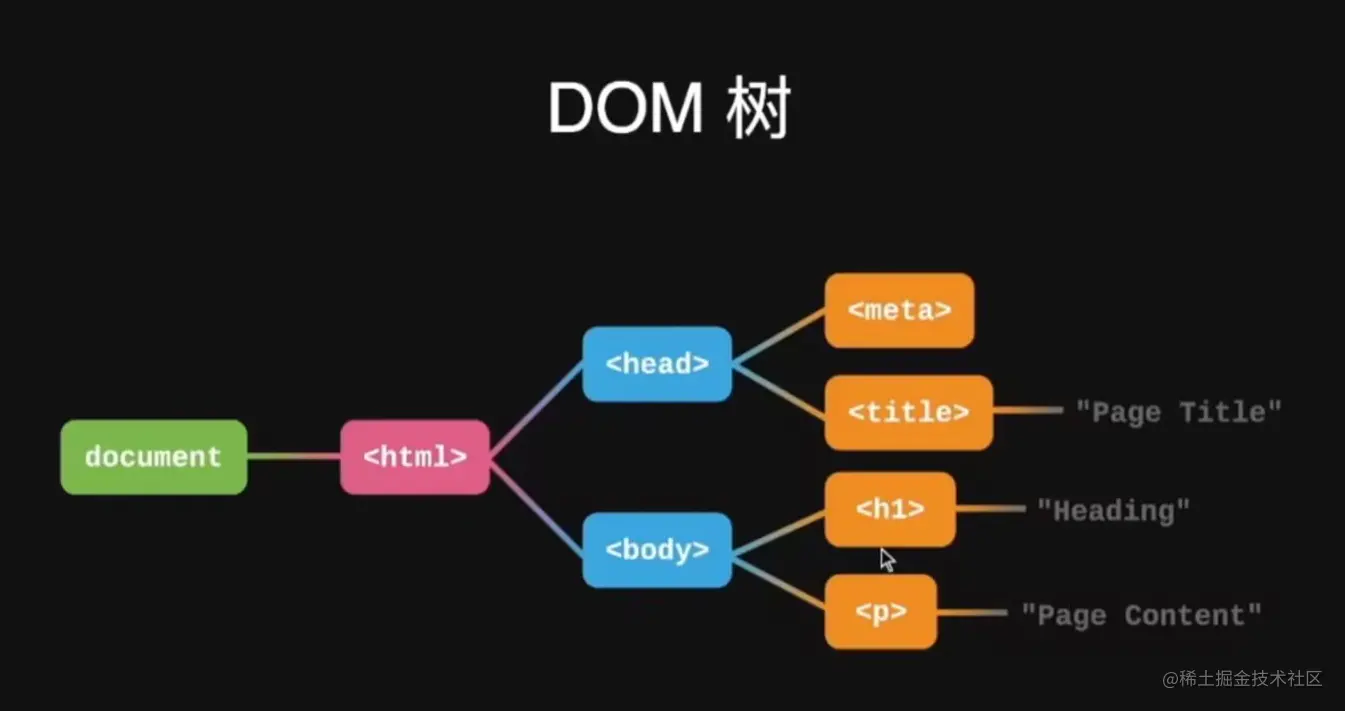 DOM 树
<meta>
<head>
<title> "Page Title"
document
<html>
<h1> "Heading"
<body>
<p> "Page Content"
@稀土掘金技术社区